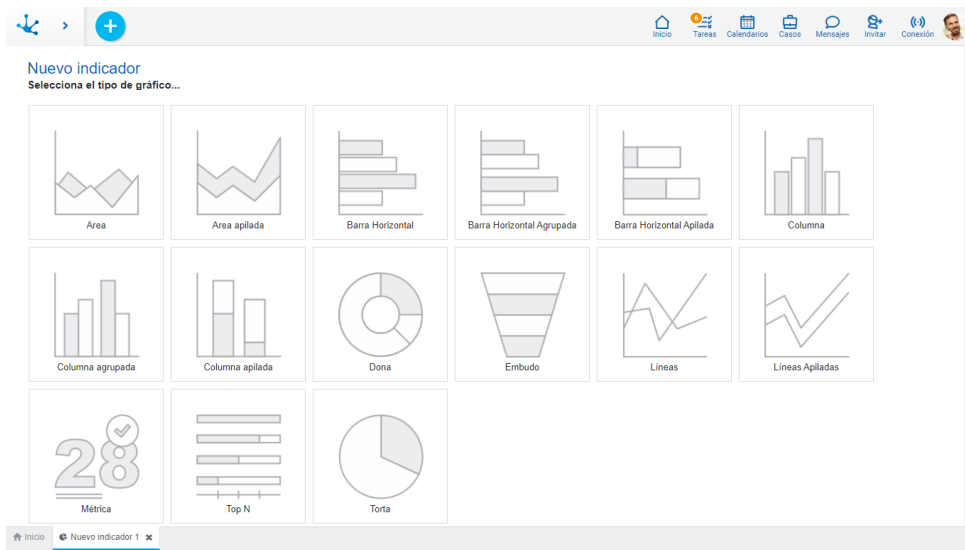 6
Inicio Tareas Calendarios Casos Mensajes Invitar Conexión
Nuevo indicador
Selecciona el tipo de gráfico...
Area Area apilada Barra Horizontal Barra Horizontal Agrupada Barra Horizontal Apilada Columna
Columna agrupada Columna apilada Dona Embudo Líneas Líneas Apiladas
28
Métrica Top N Torta
Inicio Nuevo indicador 1